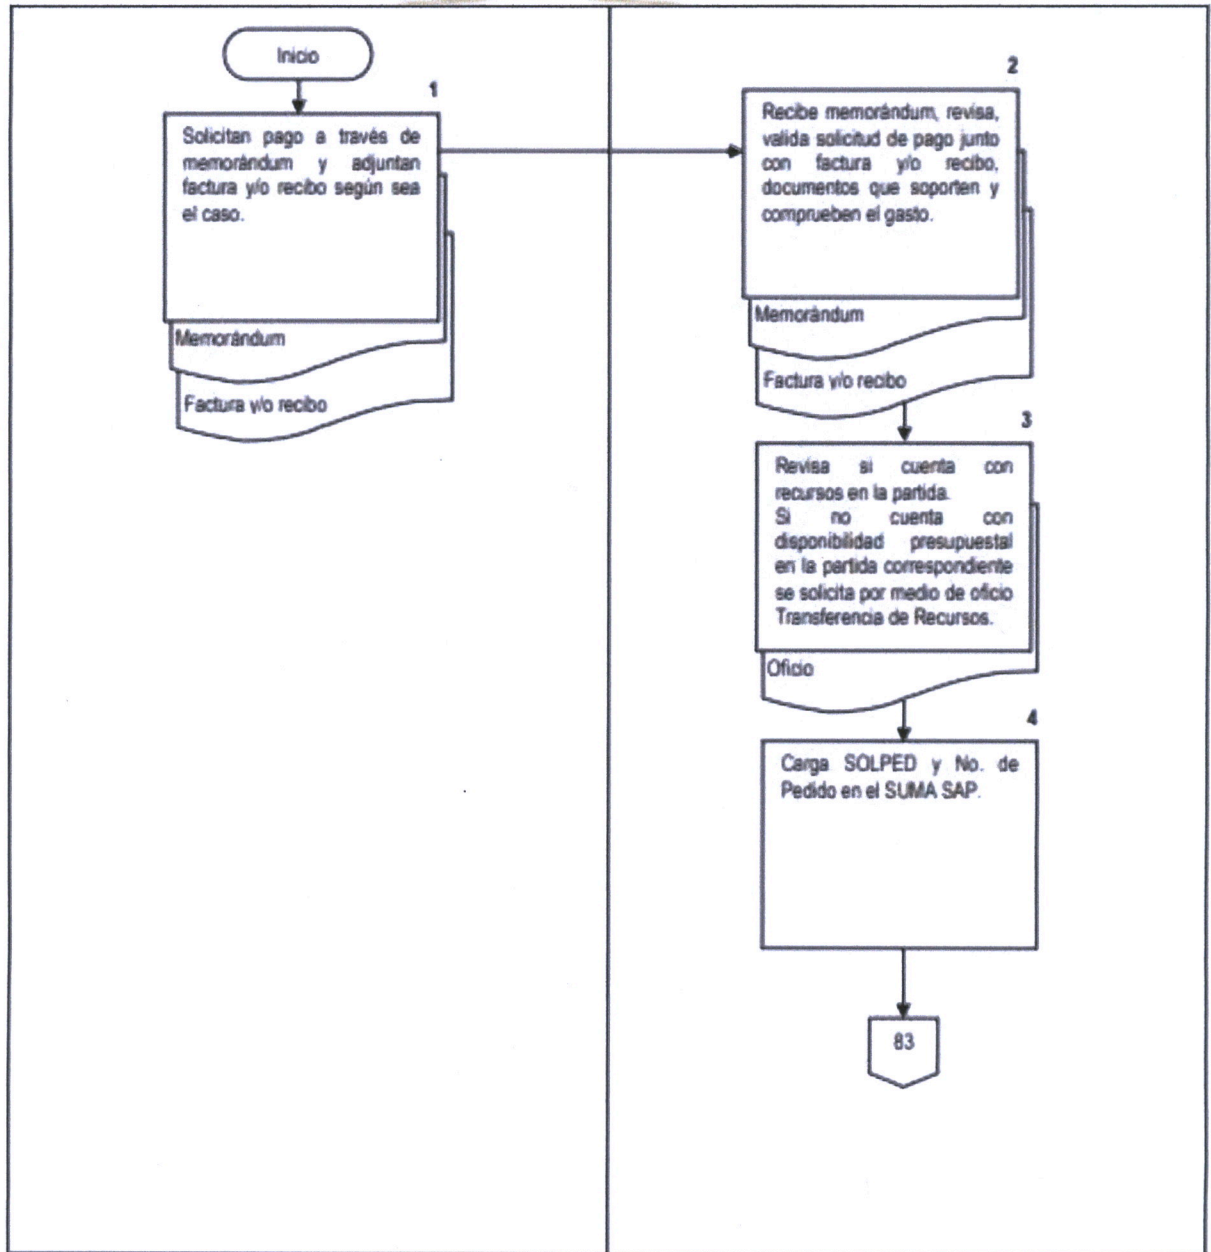 Inicio
1
Solicitan pago a través de
memorándum y adjuntan
factura y/o recibo según sea
el caso.
Memorándum
Factura y/o recibo
2
Recibe memorándum, revisa,
valida solicitud de pago junto
con factura y/o recibo,
documentos que soporten y
comprueben el gasto.
Memorándum
Factura y/o recibo
3
Revisa si cuenta con
recursos en la partida.
Si no cuenta con
disponibilidad presupuestal
en la partida correspondiente
se solicita por medio de oficio
Transferencia de Recursos.
Oficio
4
Carga SOLPED y No. de
Pedido en el SUMA SAP.
83